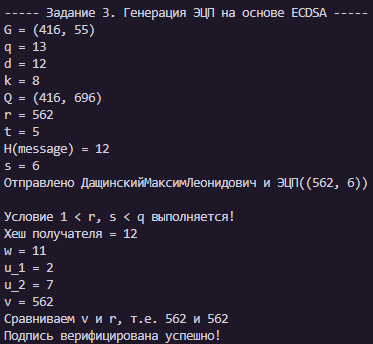 ----- Задание 3. Генерация ЭЦП на основе ECDSA -----
G = (416, 55)
q = 13
d = 12
k = 8
Q = (416, 696)
r = 562
t = 5
H(message) = 12
s = 6
Отправлено ДащинскийМаксимЛеонидович и ЭЦП((562, 6))

Условие 1 < r, s < q выполняется!
Хеш получателя = 12
w = 11
u_1 = 2
u_2 = 7
v = 562
Сравниваем v и r, т.е. 562 и 562
Подпись верифицирована успешно!